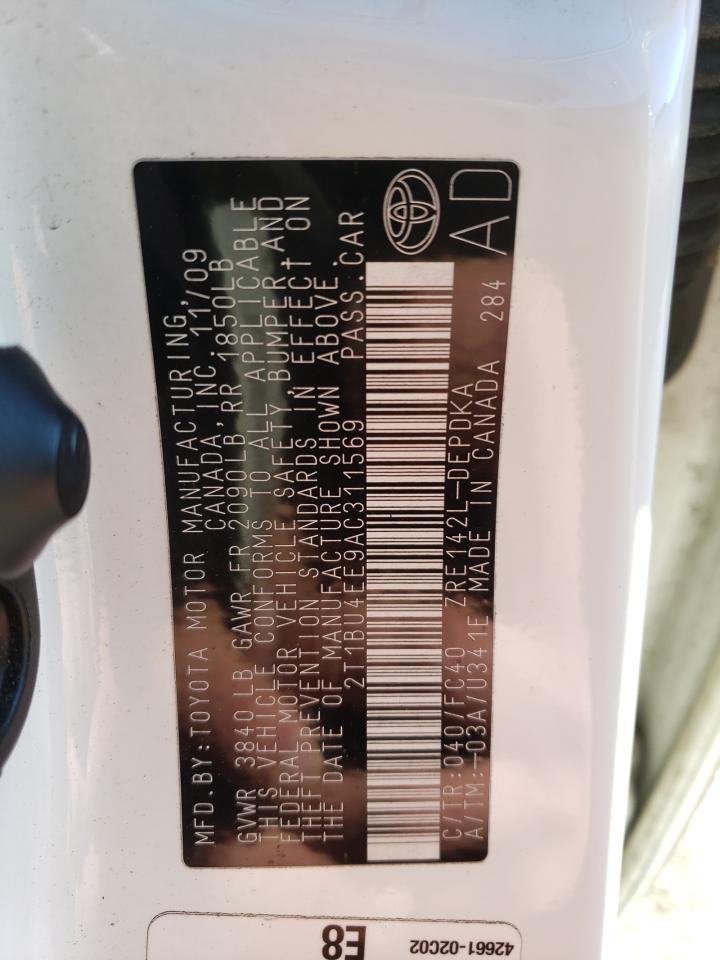 MFD.BY:TOYOTA MOTOR MANUFACTURING,
CANADA,INC. 11/09
GVWR 3840LB GAWR FR 2090LB,RR 1850LB
THIS VEHICLE CONFORMS TO ALL APPLICABLE
FEDERAL MOTOR VEHICLE SAFETY, BUMPER,AND
THEFT PREVENTION STANDARDS IN EFFECT ON
THE DATE OF MANUFACTURE SHOWN ABOVE.
2T1BU4EE9AC311569 PASS.CAR
C/TR:040/FC40 ZRE142L-DEPDKA
A/TM:-03A/U341E MADE IN CANADA 284
AD
E8
42661-02C02